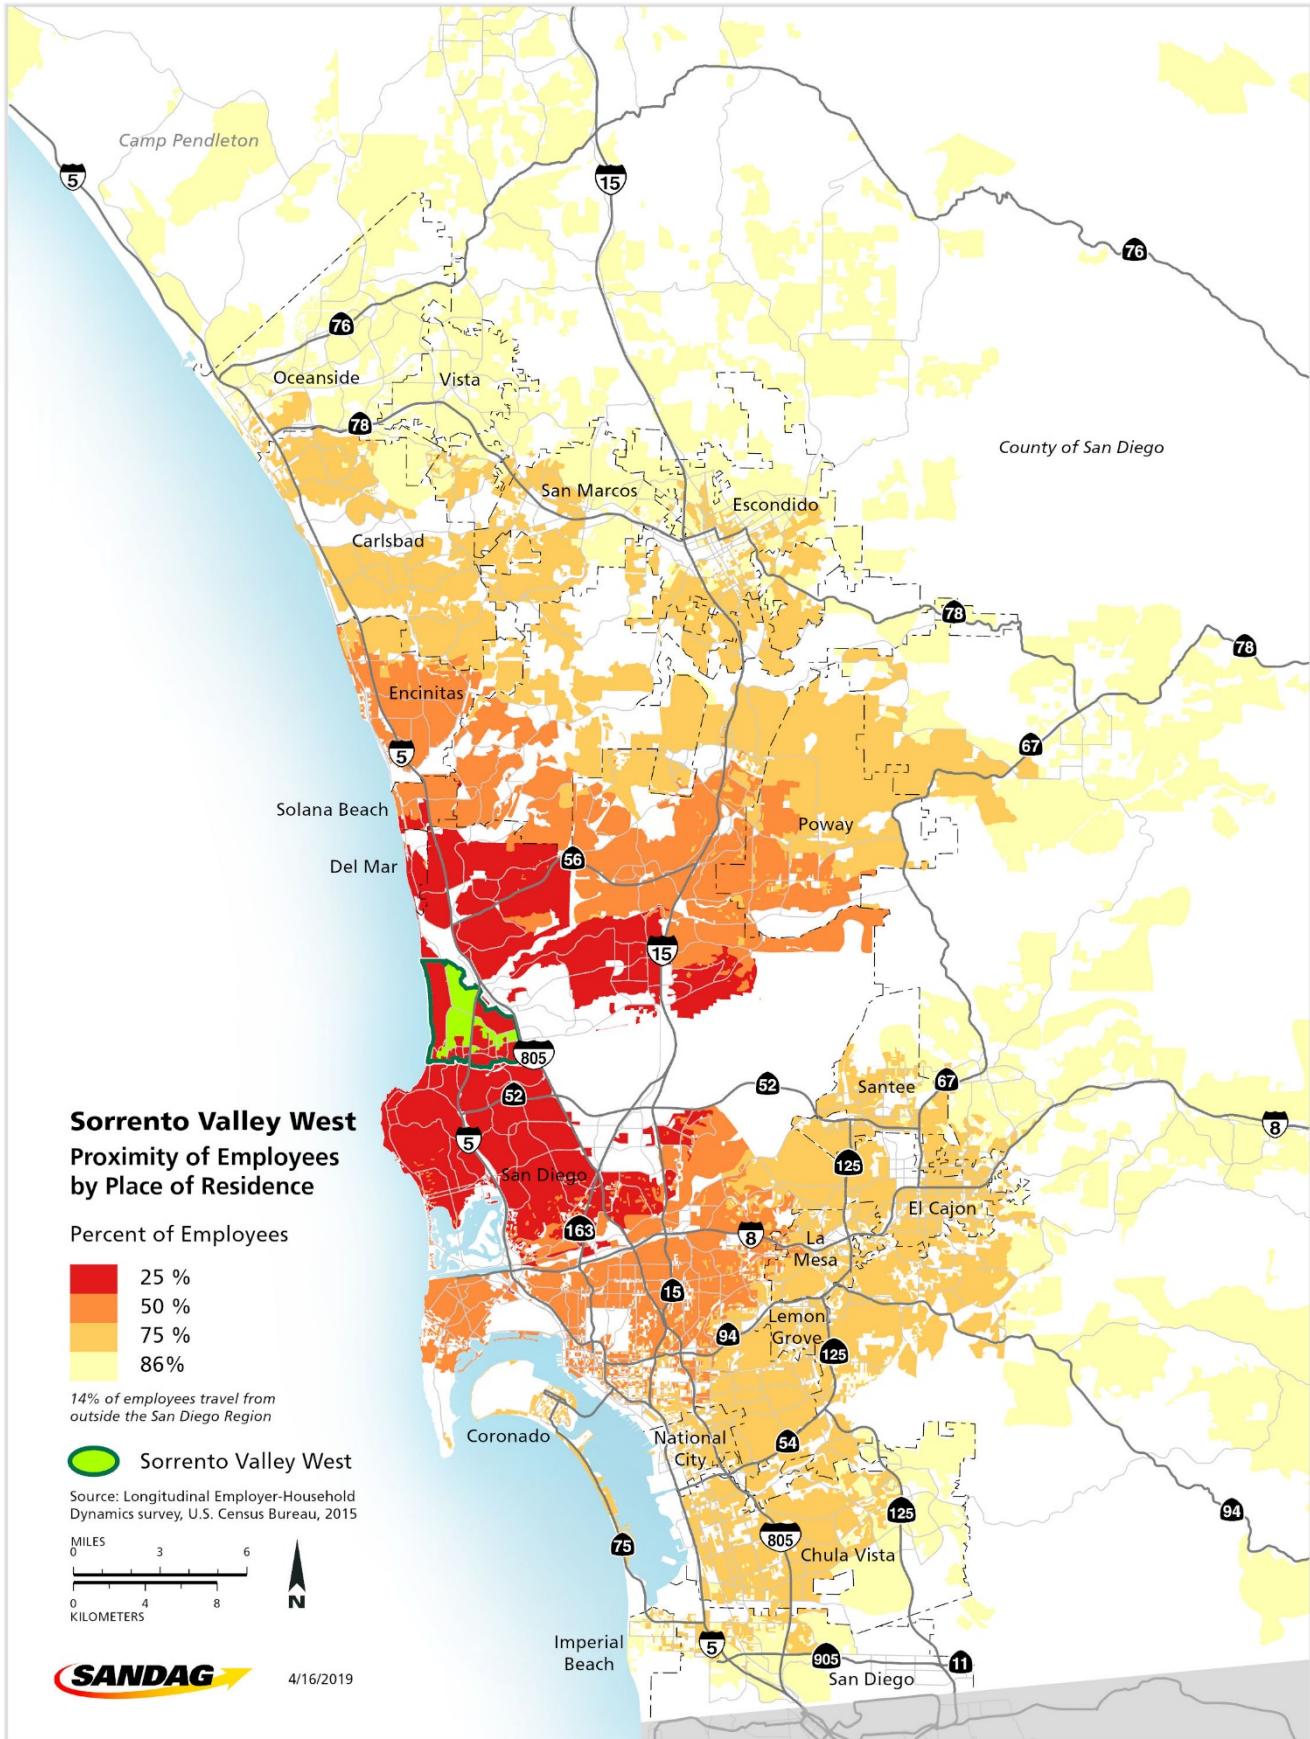 Camp Pendleton
5
15
76
76
Oceanside
Vista
78
County of San Diego
San Marcos
Escondido
Carlsbad
78
78
Encinitas
67
5
Solana Beach
Poway
Del Mar
56
15
805
52
52
Santee
67
8
5
125
San Diego
El Cajon
163
8
La
Mesa
15
Lemon
Grove
94
125
Coronado
National
City
54
125
94
75
805
Chula Vista
Imperial
Beach
5
905
San Diego
11
Sorrento Valley West
Proximity of Employees
by Place of Residence
Percent of Employees
25 %
50 %
75 %
86%
14% of employees travel from
outside the San Diego Region
Sorrento Valley West
Source: Longitudinal Employer-Household
Dynamics survey, U.S. Census Bureau, 2015
MILES
0 3 6
0 4 8
KILOMETERS
N
SANDAG
4/16/2019